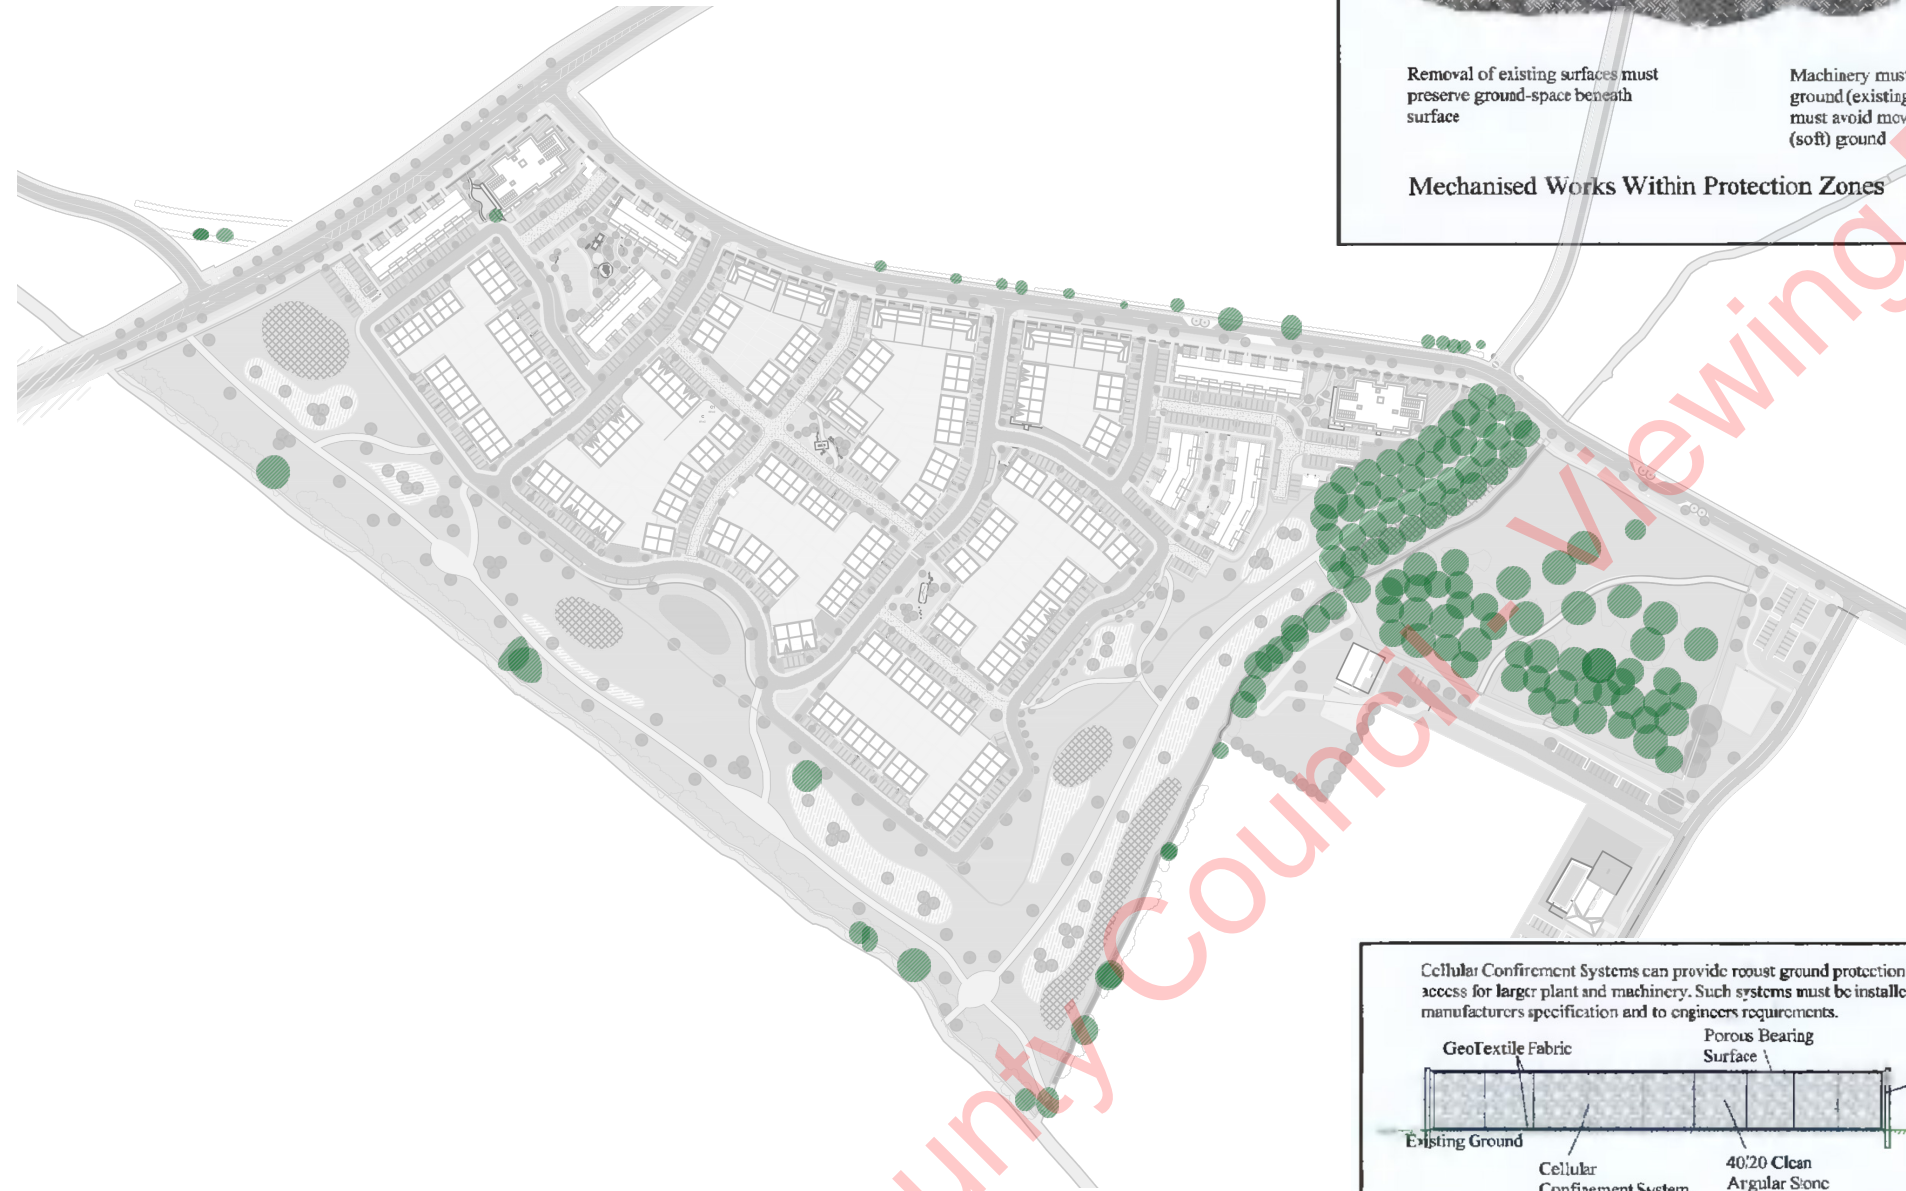 Removal of existing surfaces must
preserve ground-space beneath
surface
Machinery mus
ground (existing
must avoid mov
(soft) ground
Mechanised Works Within Protection Zones
unty Council - Viewing
Cellular Confirement Systems can provide robust ground protection
access for larger plant and machinery. Such systems must be installe
manufacturers specification and to engineers requirements.
GeoTextile Fabric
Porous Bearing
Surface
Existing Ground
Cellular
Confinement System
40/20 Clean
Argular Stone